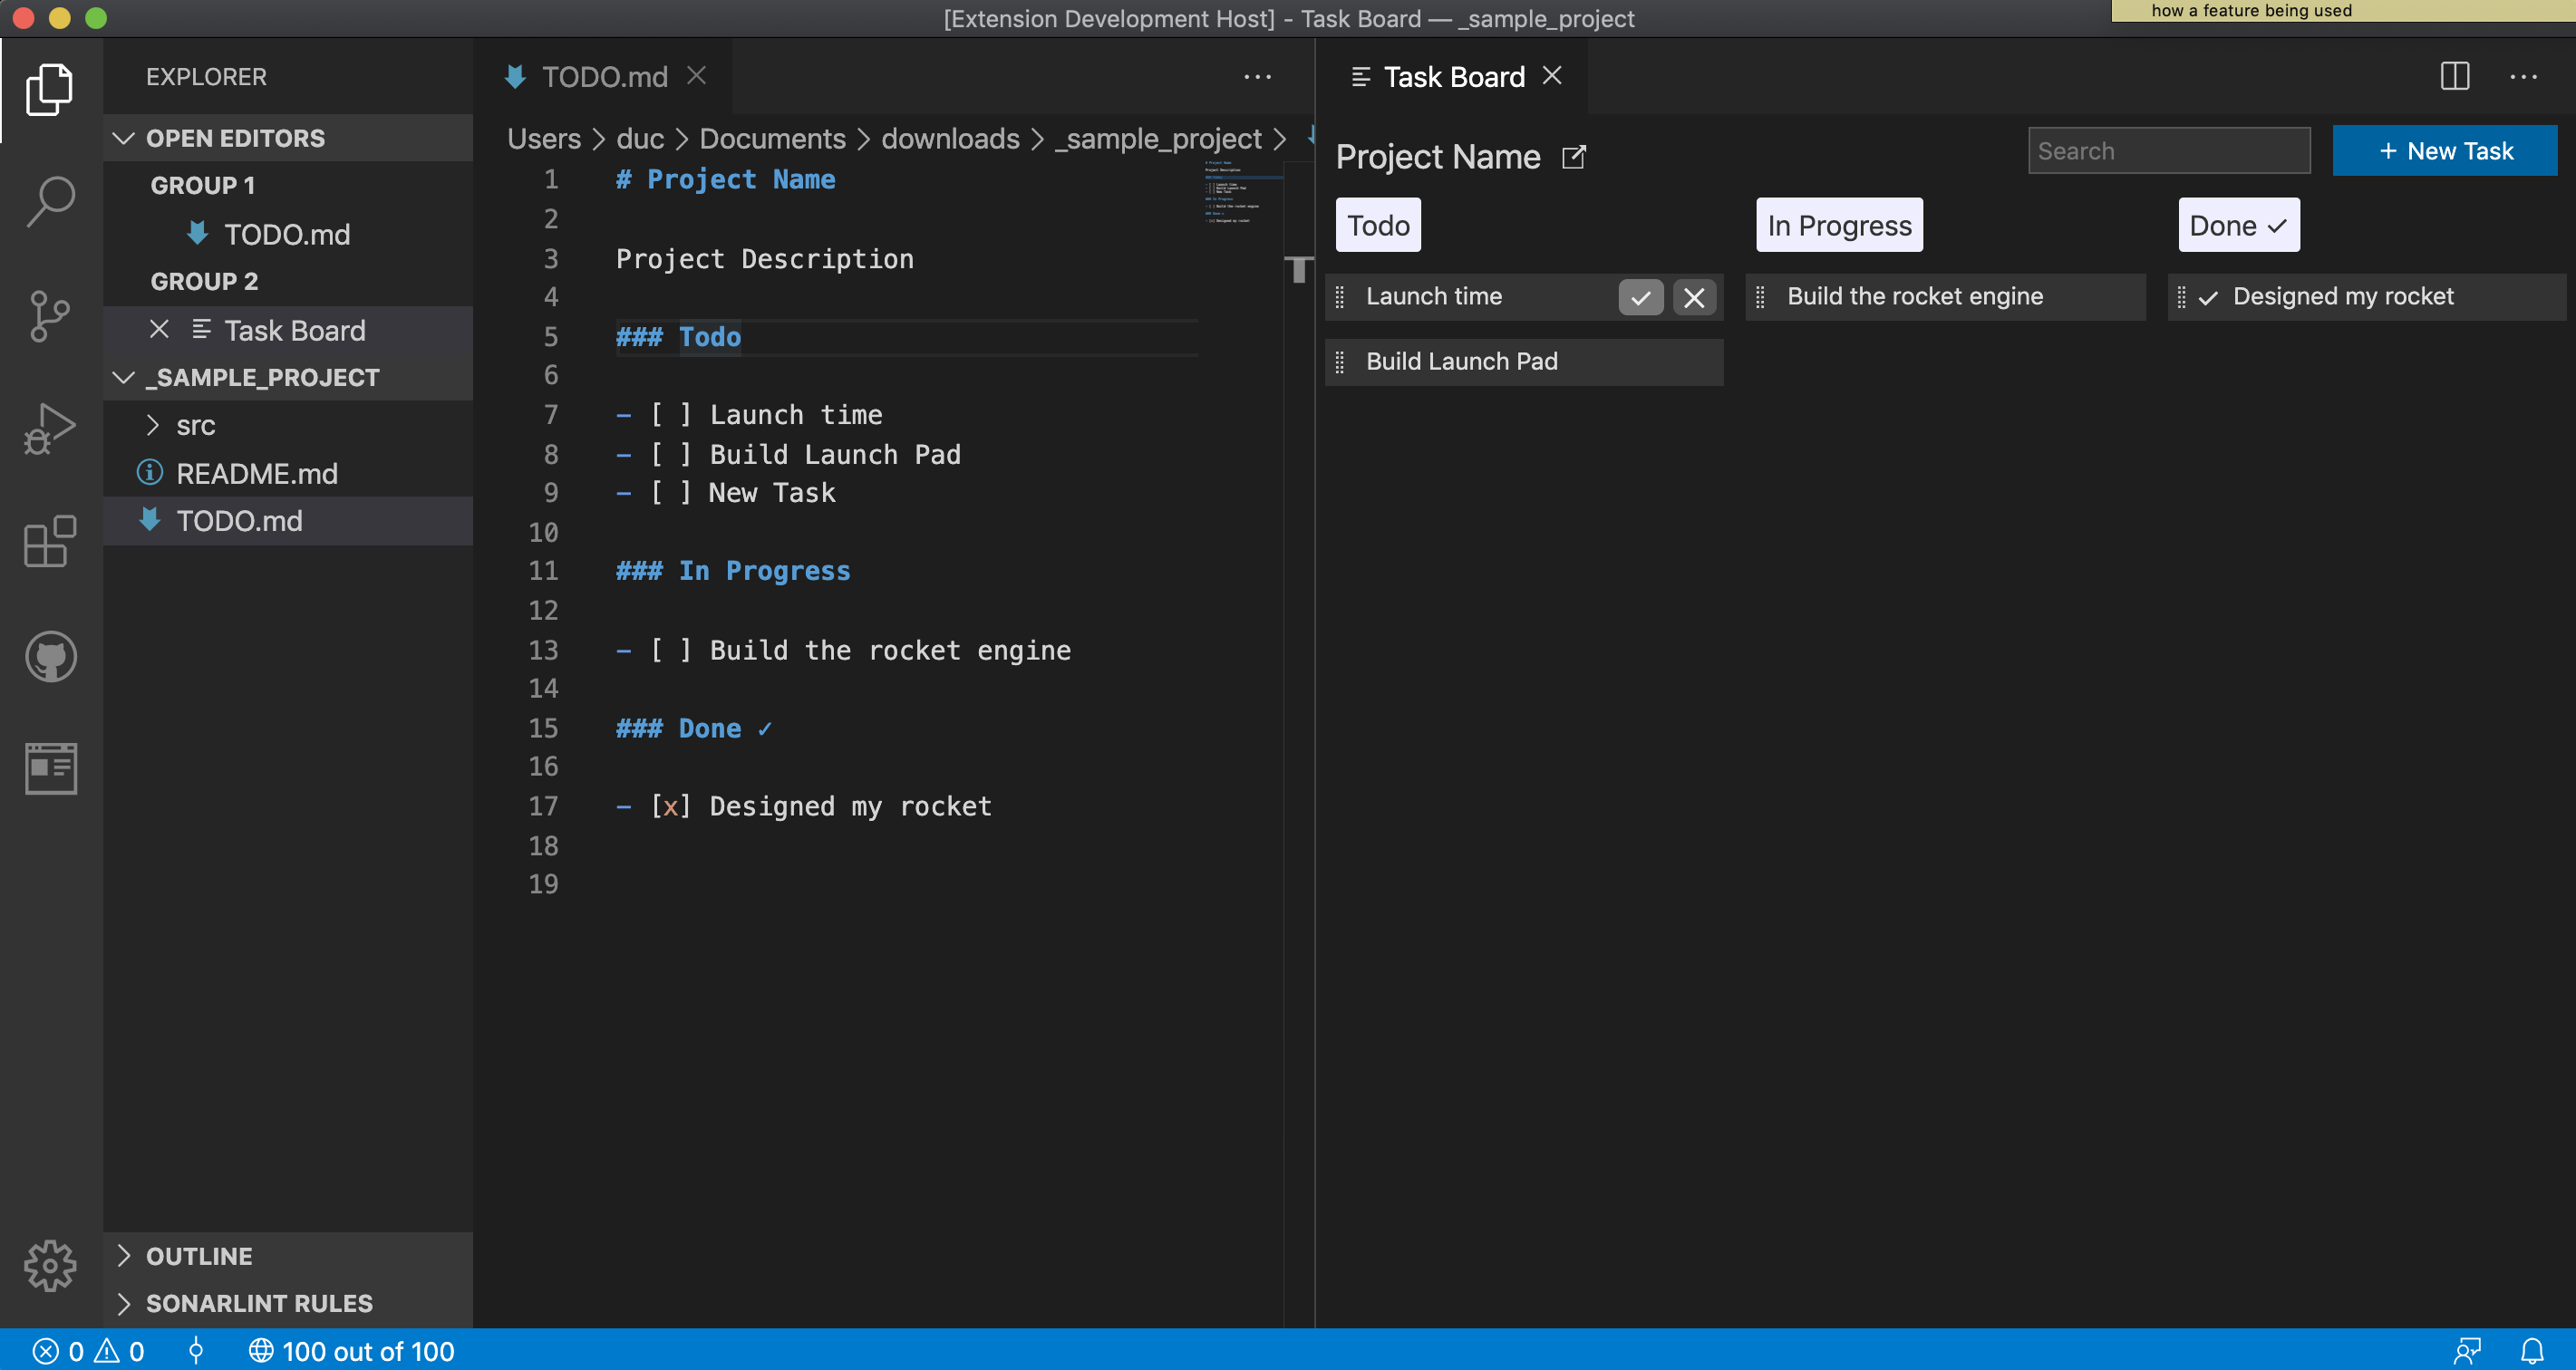 [Extension Development Host] - Task Board — _sample_project
how a feature being used
EXPLORER
OPEN EDITORS
GROUP 1
TODO.md
GROUP 2
Task Board
_SAMPLE_PROJECT
src
README.md
TODO.md
OUTLINE
SONARLINT RULES
TODO.md
Users > duc > Documents > downloads > _sample_project >
1 # Project Name
2
3 Project Description
4
5 ### Todo
6
7 - [ ] Launch time
8 - [ ] Build Launch Pad
9 - [ ] New Task
10
11 ### In Progress
12
13 - [ ] Build the rocket engine
14
15 ### Done ✓
16
17 - [x] Designed my rocket
18
19
Task Board
Project Name
Search
+ New Task
Todo
Launch time
Build Launch Pad
In Progress
Build the rocket engine
Done ✓
✓ Designed my rocket
0 0 100 out of 100